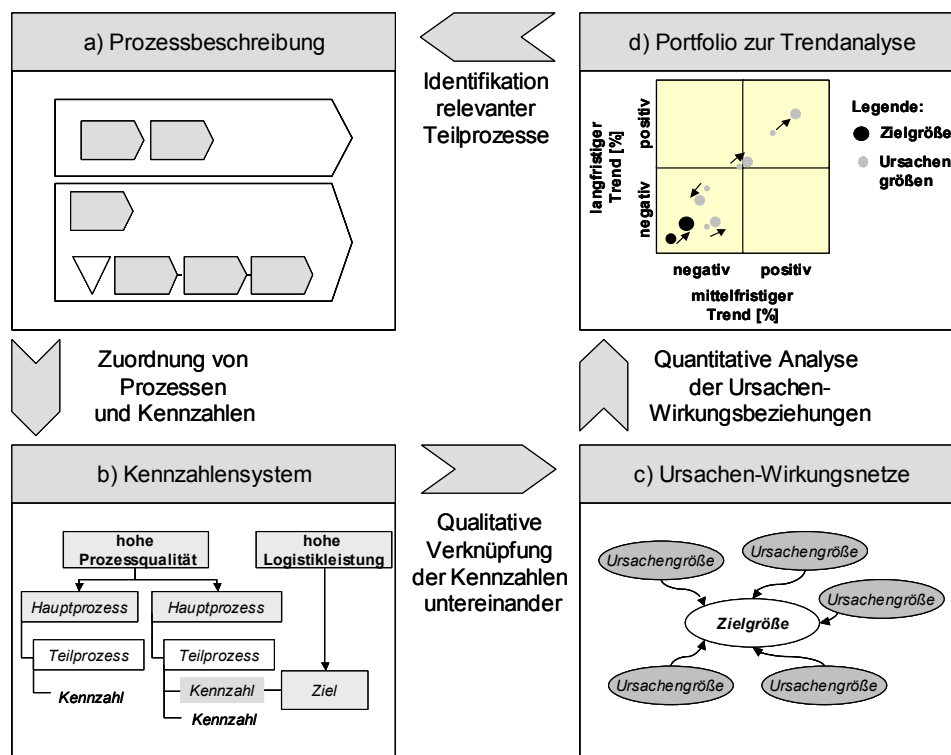 a) Prozessbeschreibung
Identifikation
relevanter
Teilprozesse
d) Portfolio zur Trendanalyse
langfristiger
Trend [%]
negativ
positiv
negativ
positiv
mittelfristiger
Trend [%]
Legende:
Zielgröße
Ursachen
größen
Zuordnung von
Prozessen
und Kennzahlen
Quantitative Analyse
der Ursachen-
Wirkungsbeziehungen
b) Kennzahlensystem
hohe
Prozessqualität
hohe
Logistikleistung
Hauptprozess
Hauptprozess
Teilprozess
Teilprozess
Kennzahl
Kennzahl
Ziel
Kennzahl
Qualitative
Verknüpfung
der Kennzahlen
untereinander
c) Ursachen-Wirkungsnetze
Ursachengröße
Ursachengröße
Ursachengröße
Zielgröße
Ursachengröße
Ursachengröße